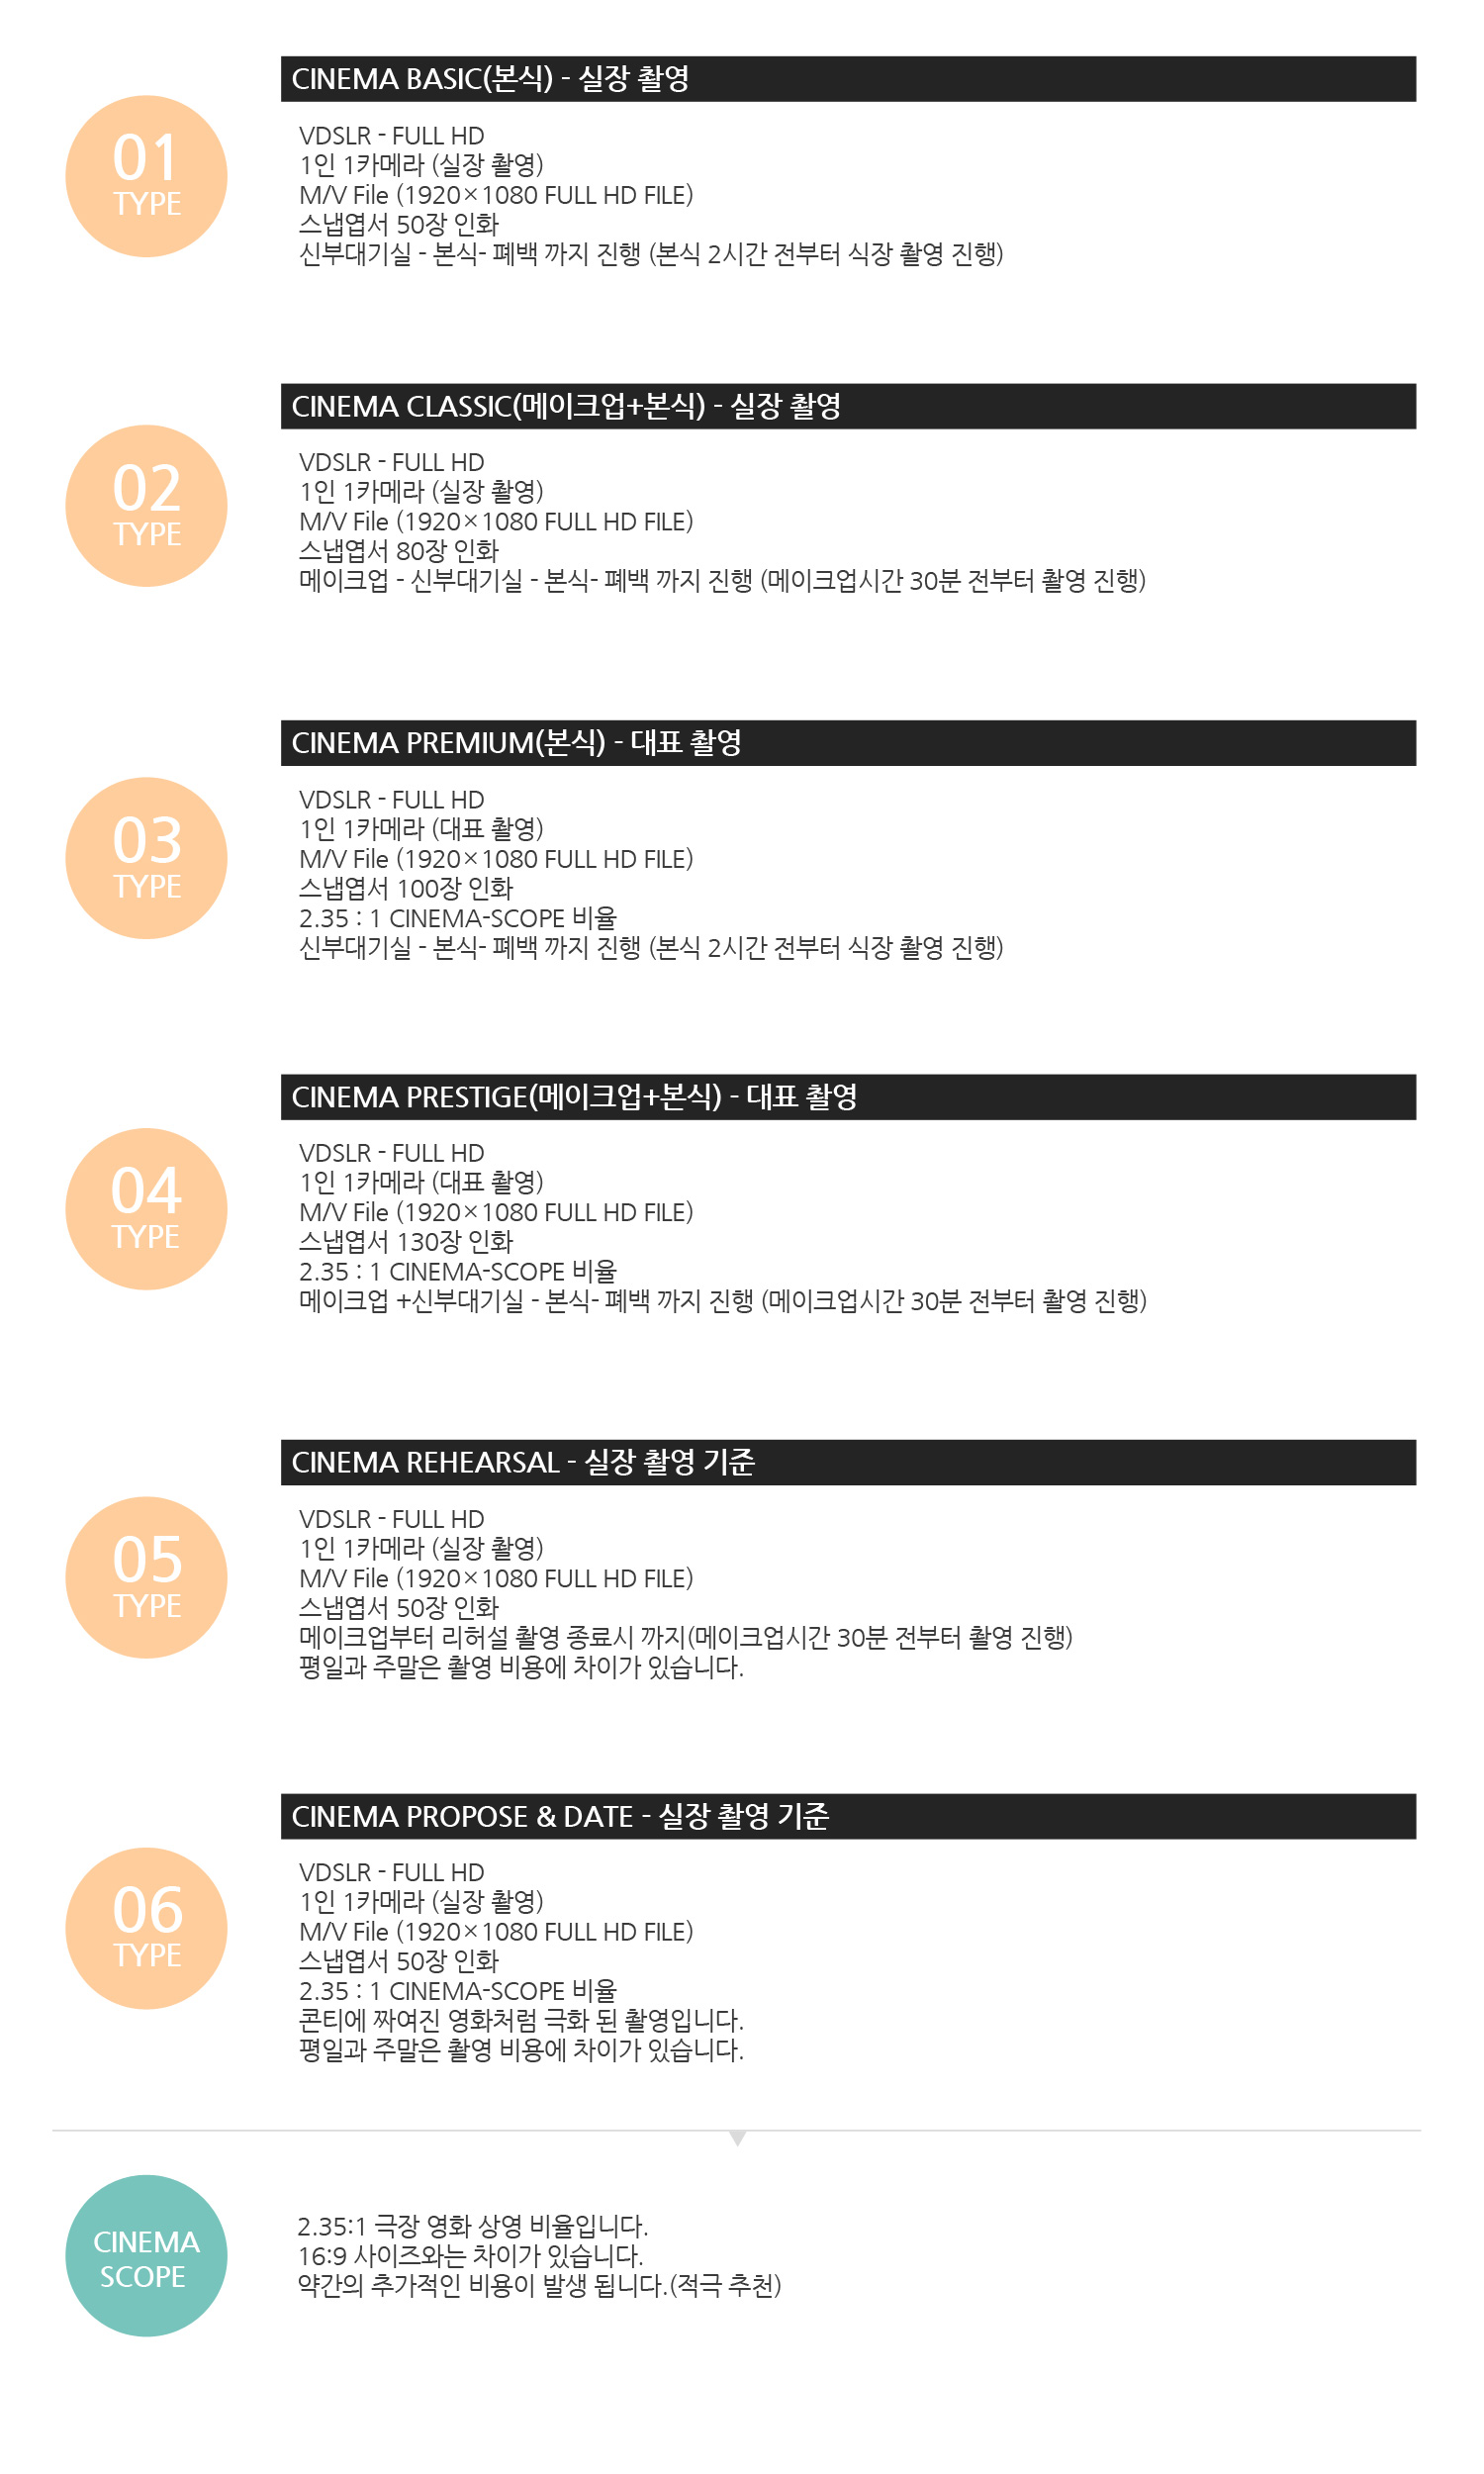 CINEMA BASIC(본식) - 실장 촬영
01
TYPE
VDSLR - FULL HD
1인 1카메라 (실장 촬영)
M/V File (1920×1080 FULL HD FILE)
스냅엽서 50장 인화
신부대기실 - 본식- 폐백 까지 진행 (본식 2시간 전부터 식장 촬영 진행)
CINEMA CLASSIC(메이크업+본식) - 실장 촬영
02
TYPE
VDSLR - FULL HD
1인 1카메라 (실장 촬영)
M/V File (1920×1080 FULL HD FILE)
스냅엽서 80장 인화
메이크업 - 신부대기실 - 본식- 폐백 까지 진행 (메이크업시간 30분 전부터 촬영 진행)
CINEMA PREMIUM(본식) - 대표 촬영
03
TYPE
VDSLR - FULL HD
1인 1카메라 (대표 촬영)
M/V File (1920×1080 FULL HD FILE)
스냅엽서 100장 인화
2.35 : 1 CINEMA-SCOPE 비율
신부대기실 - 본식- 폐백 까지 진행 (본식 2시간 전부터 식장 촬영 진행)
CINEMA PRESTIGE(메이크업+본식) - 대표 촬영
04
TYPE
VDSLR - FULL HD
1인 1카메라 (대표 촬영)
M/V File (1920×1080 FULL HD FILE)
스냅엽서 130장 인화
2.35 : 1 CINEMA-SCOPE 비율
메이크업 +신부대기실 - 본식- 폐백 까지 진행 (메이크업시간 30분 전부터 촬영 진행)
CINEMA REHEARSAL - 실장 촬영 기준
05
TYPE
VDSLR - FULL HD
1인 1카메라 (실장 촬영)
M/V File (1920×1080 FULL HD FILE)
스냅엽서 50장 인화
메이크업부터 리허설 촬영 종료시 까지(메이크업시간 30분 전부터 촬영 진행)
평일과 주말은 촬영 비용에 차이가 있습니다.
CINEMA PROPOSE & DATE - 실장 촬영 기준
06
TYPE
VDSLR - FULL HD
1인 1카메라 (실장 촬영)
M/V File (1920×1080 FULL HD FILE)
스냅엽서 50장 인화
2.35 : 1 CINEMA-SCOPE 비율
콘티에 짜여진 영화처럼 극화 된 촬영입니다.
평일과 주말은 촬영 비용에 차이가 있습니다.
CINEMA
SCOPE
2.35:1 극장 영화 상영 비율입니다.
16:9 사이즈와는 차이가 있습니다.
약간의 추가적인 비용이 발생 됩니다.(적극 추천)